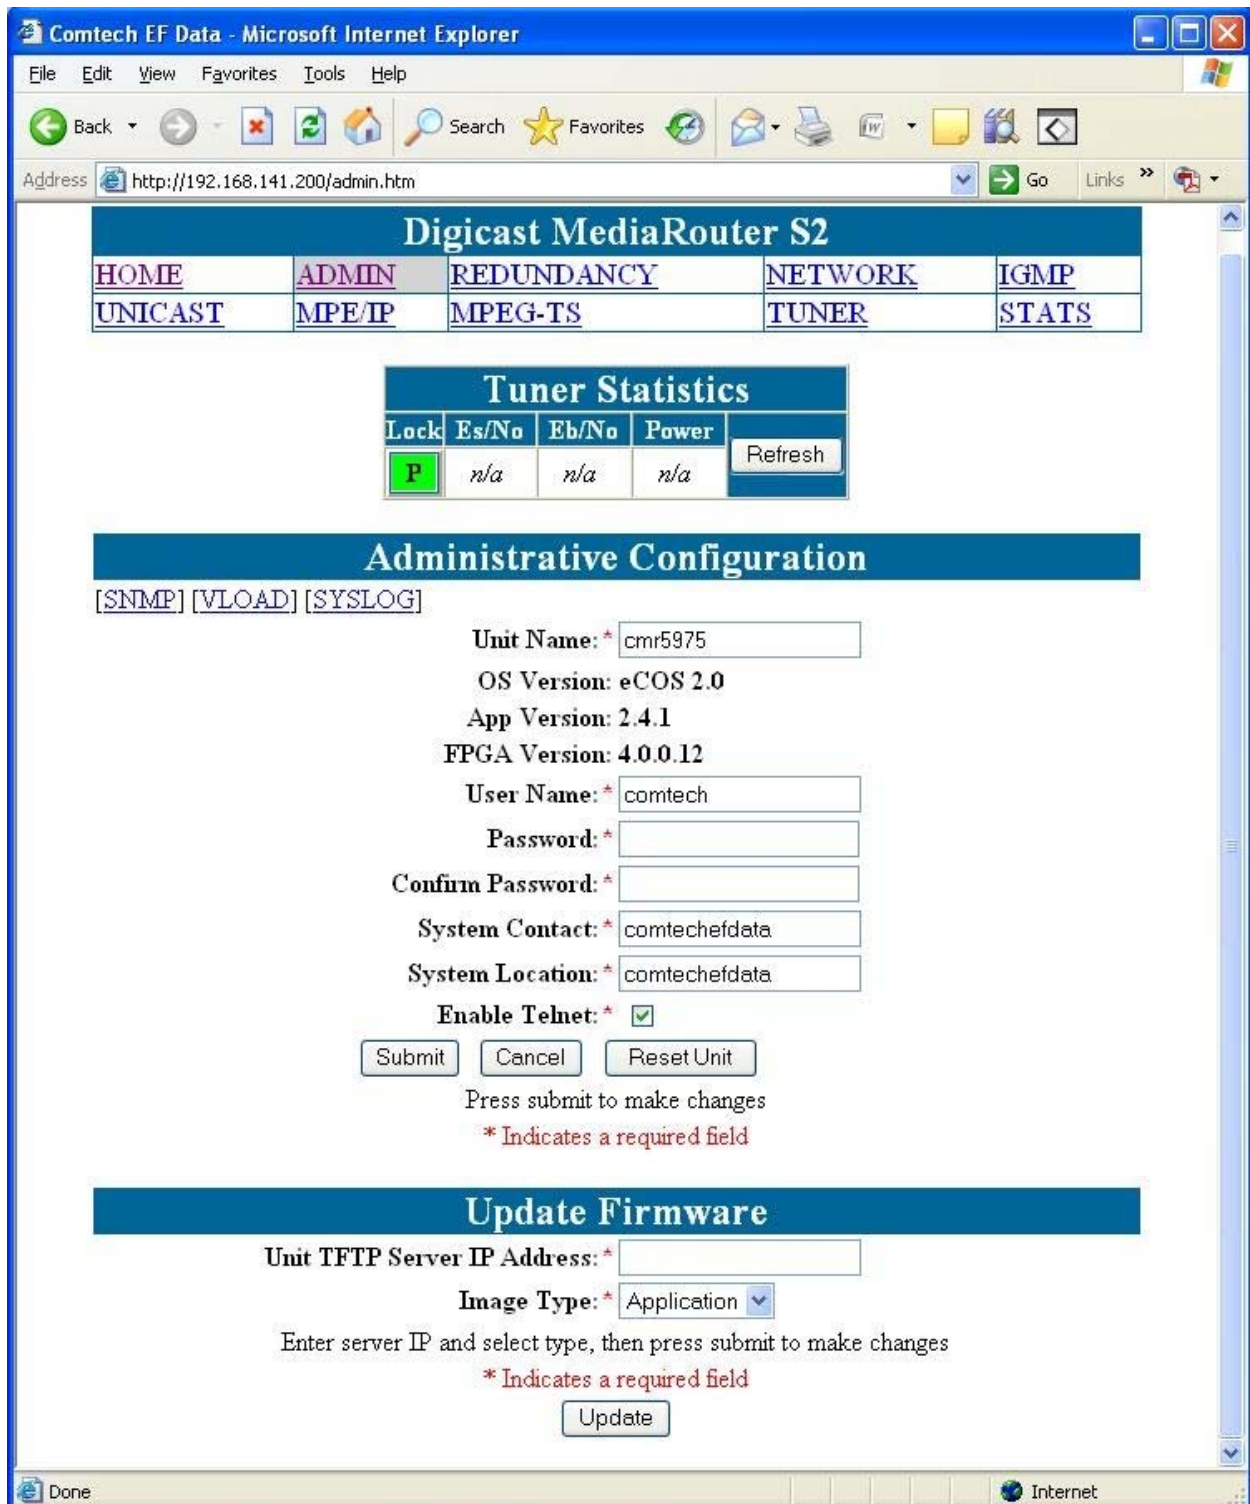 Comtech EF Data - Microsoft Internet Explorer
File Edit View Favorites Tools Help
Back Search Favorites W
Address http://192.168.141.200/admin.htm Go Links »
Digicast MediaRouter S2
HOME ADMIN REDUNDANCY NETWORK IGMP
UNICAST MPE/IP MPEG-TS TUNER STATS
Tuner Statistics
Lock Es/No Eb/No Power Refresh
P n/a n/a n/a
Administrative Configuration
[SNMP] [VLOAD] [SYSLOG]
Unit Name: * cmr5975
OS Version: eCOS 2.0
App Version: 2.4.1
FPGA Version: 4.0.0.12
User Name: * comtech
Password: *
Confirm Password: *
System Contact: * comtechefdata
System Location: * comtechefdata
Enable Telnet: *
Submit Cancel Reset Unit
Press submit to make changes
* Indicates a required field
Update Firmware
Unit TFTP Server IP Address: *
Image Type: * Application
Enter server IP and select type, then press submit to make changes
* Indicates a required field
Update
Done Internet